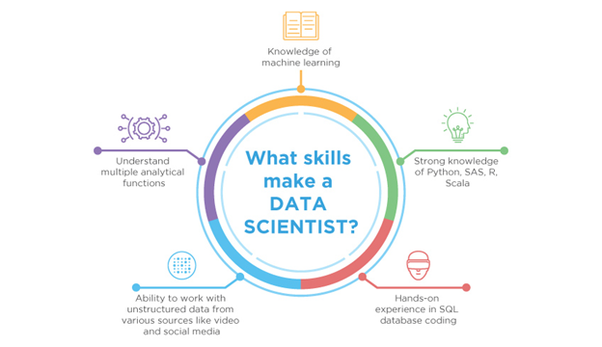 Knowledge of
machine learning
What skills
make a
DATA
SCIENTIST?
Understand
multiple analytical
functions
Strong knowledge
of Python, SAS, R,
Scala
Ability to work with
unstructured data from
various sources like video
and social media
Hands-on
experience in SQL
database coding